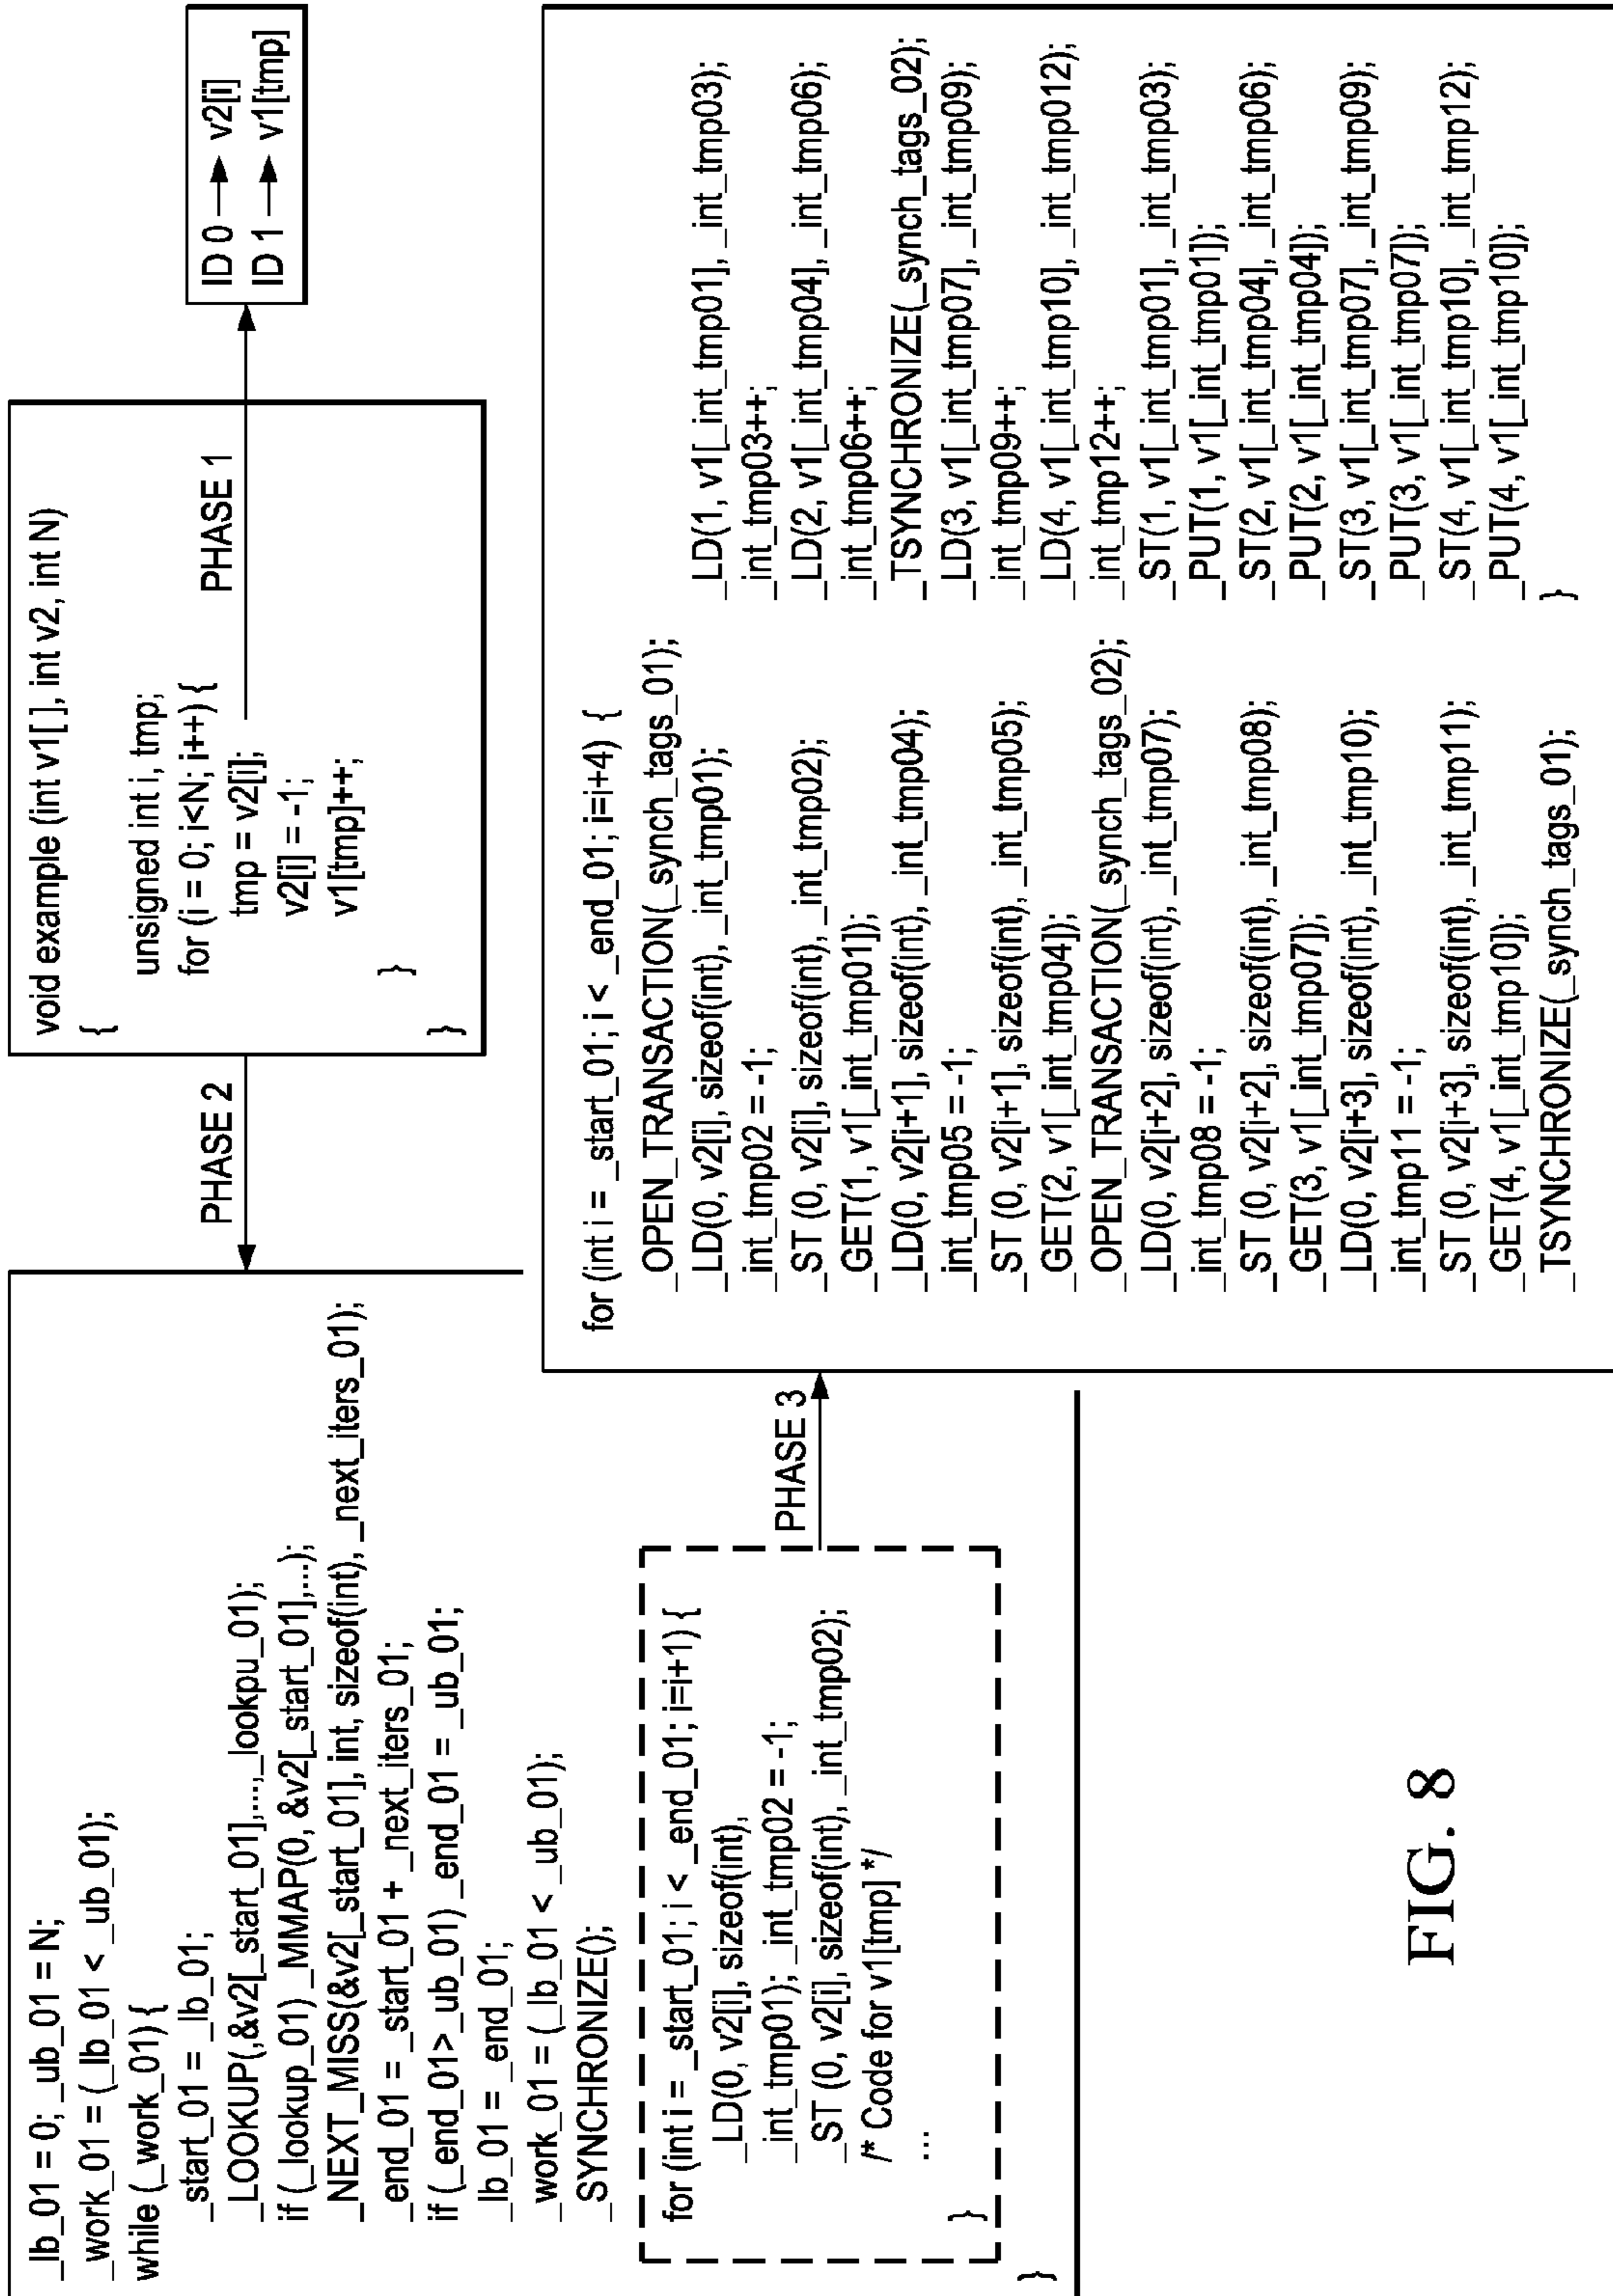 _lb_01 = 0; _ub_01 = N;
_work_01 = (_lb_01 < _ub_01);
while (_work_01) {
_start_01 = _lb_01;
_LOOKUP(,&v2[_start_01],...,_lookpu_01);
if (_lookup_01) _MMAP(0, &v2[_start_01],...);
_NEXT_MISS(&v2[_start_01], int, sizeof(int), _next_iters_01);
_end_01 = _start_01 + _next_iters_01;
if (_end_01>_ub_01) _end_01 = _ub_01;
_lb_01 = _end_01;
_work_01 = (_lb_01 < _ub_01);
_SYNCHRONIZE();
for (int i = _start_01; i < _end_01; i=i+1) {
_LD(0, v2[i], sizeof(int),
_int_tmp01); _int_tmp02 = -1;
_ST (0, v2[i], sizeof(int), _int_tmp02);
/* Code for v1[tmp] */
...
}
}
PHASE 2
void example (int v1[ ], int v2, int N)
{
unsigned int i, tmp;
for (i = 0; i<N; i++) {
tmp = v2[i];
v2[i] = -1;
v1[tmp]++;
}
}
PHASE 1
ID 0 → v2[i]
ID 1 → v1[tmp]
PHASE 3
for (int i = _start_01; i < _end_01; i=i+4) {
_OPEN_TRANSACTION(_synch_tags_01);
_LD(0, v2[i], sizeof(int), _int_tmp01);
_int_tmp02 = -1;
_ST (0, v2[i], sizeof(int), _int_tmp02);
_GET(1, v1[_int_tmp01]);
_LD(0, v2[i+1], sizeof(int), _int_tmp04);
_int_tmp05 = -1;
_ST (0, v2[i+1], sizeof(int), _int_tmp05);
_GET(2, v1[_int_tmp04]);
_OPEN_TRANSACTION(_synch_tags_02);
_LD(0, v2[i+2], sizeof(int), _int_tmp07);
_int_tmp08 = -1;
_ST (0, v2[i+2], sizeof(int), _int_tmp08);
_GET(3, v1[_int_tmp07]);
_LD(0, v2[i+3], sizeof(int), _int_tmp10);
_int_tmp11 = -1;
_ST (0, v2[i+3], sizeof(int), _int_tmp11);
_GET(4, v1[_int_tmp10]);
_TSYNCHRONIZE(_synch_tags_01);
_LD(1, v1[_int_tmp01], _int_tmp03);
_int_tmp03++;
_LD(2, v1[_int_tmp04], _int_tmp06);
_int_tmp06++;
_TSYNCHRONIZE(_synch_tags_02);
_LD(3, v1[_int_tmp07], _int_tmp09);
_int_tmp09++;
_LD(4, v1[_int_tmp10], _int_tmp012);
_int_tmp12++;
_ST(1, v1[_int_tmp01], _int_tmp03);
_PUT(1, v1[_int_tmp01]);
_ST(2, v1[_int_tmp04], _int_tmp06);
_PUT(2, v1[_int_tmp04]);
_ST(3, v1[_int_tmp07], _int_tmp09);
_PUT(3, v1[_int_tmp07]);
_ST(4, v1[_int_tmp10], _int_tmp12);
_PUT(4, v1[_int_tmp10]);
}
FIG. 8